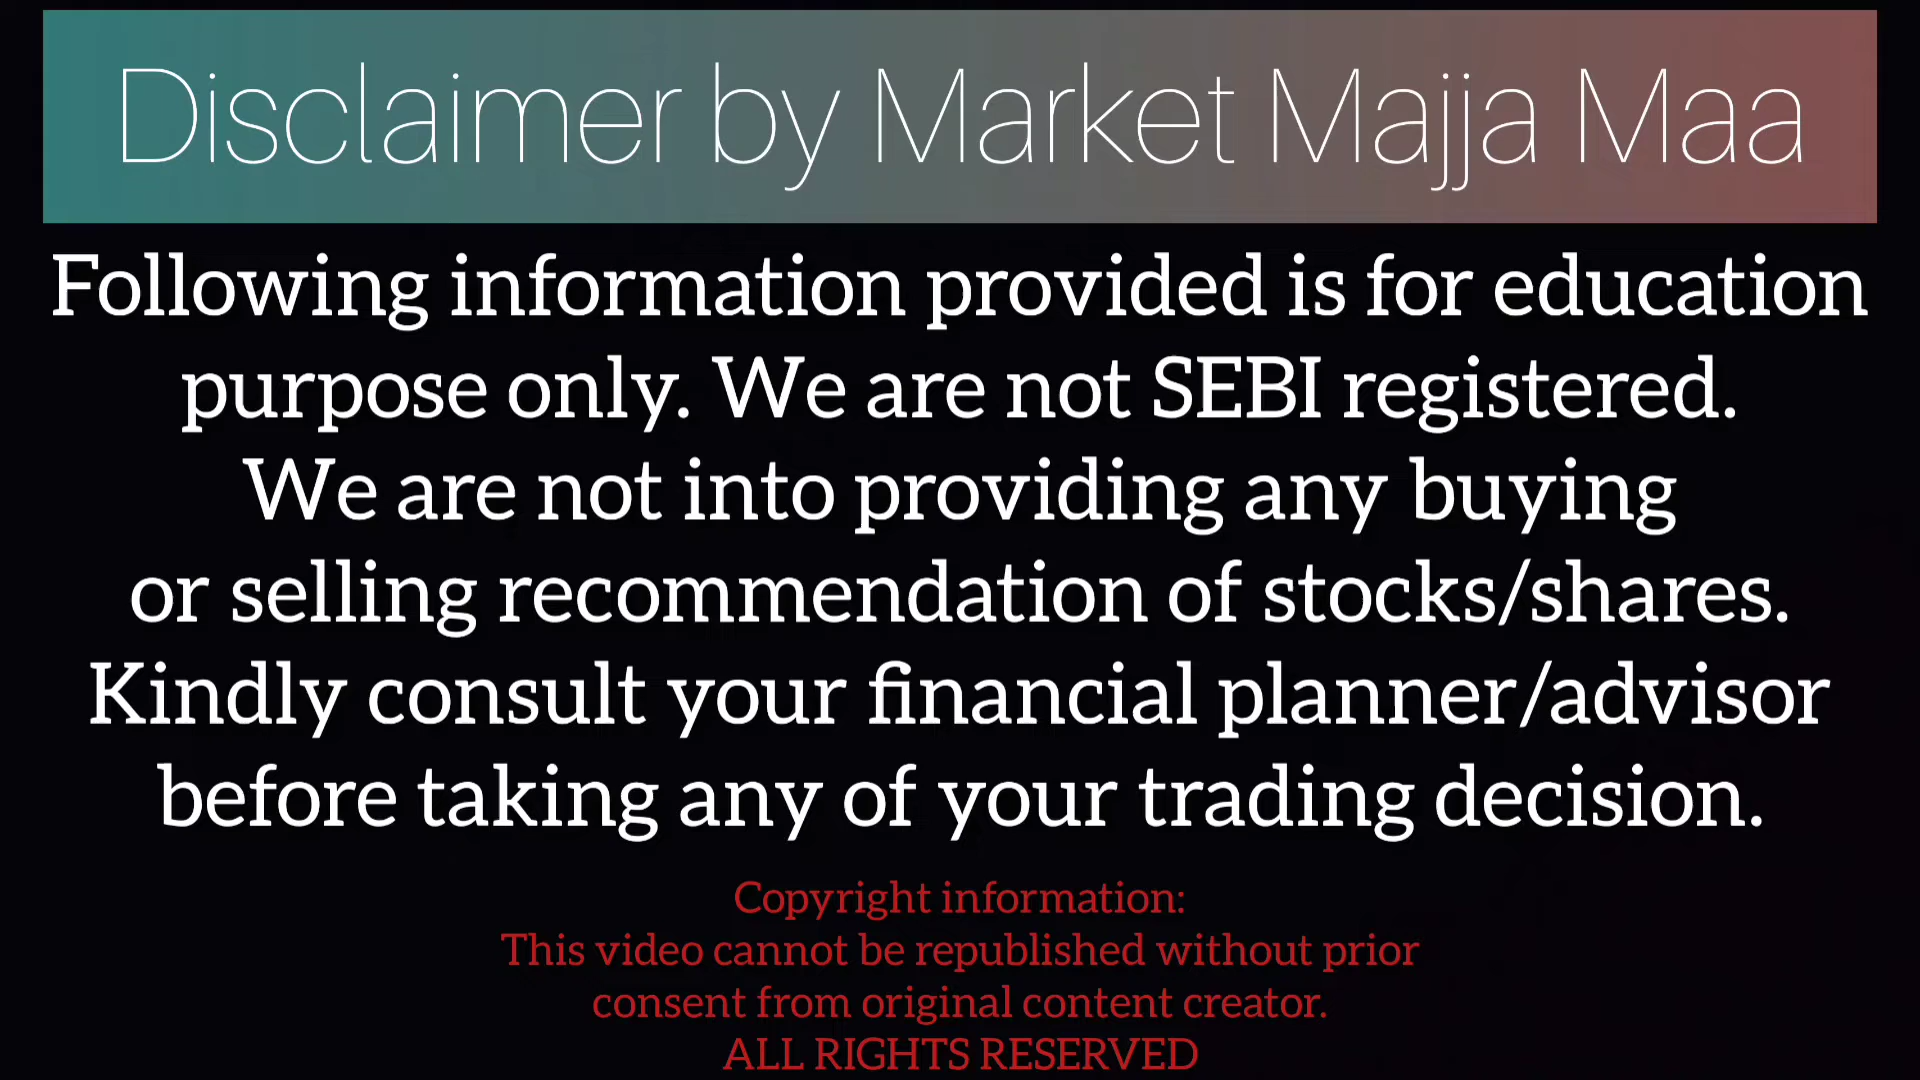 Disclaimer by Market Majja Maa
Following information provided is for education
purpose only. We are not SEBI registered.
We are not into providing any buying
or selling recommendation of stocks/shares.
Kindly consult your financial planner/advisor
before taking any of your trading decision.
Copyright information:
This video cannot be republished without prior
consent from original content creator.
ALL RIGHTS RESERVED